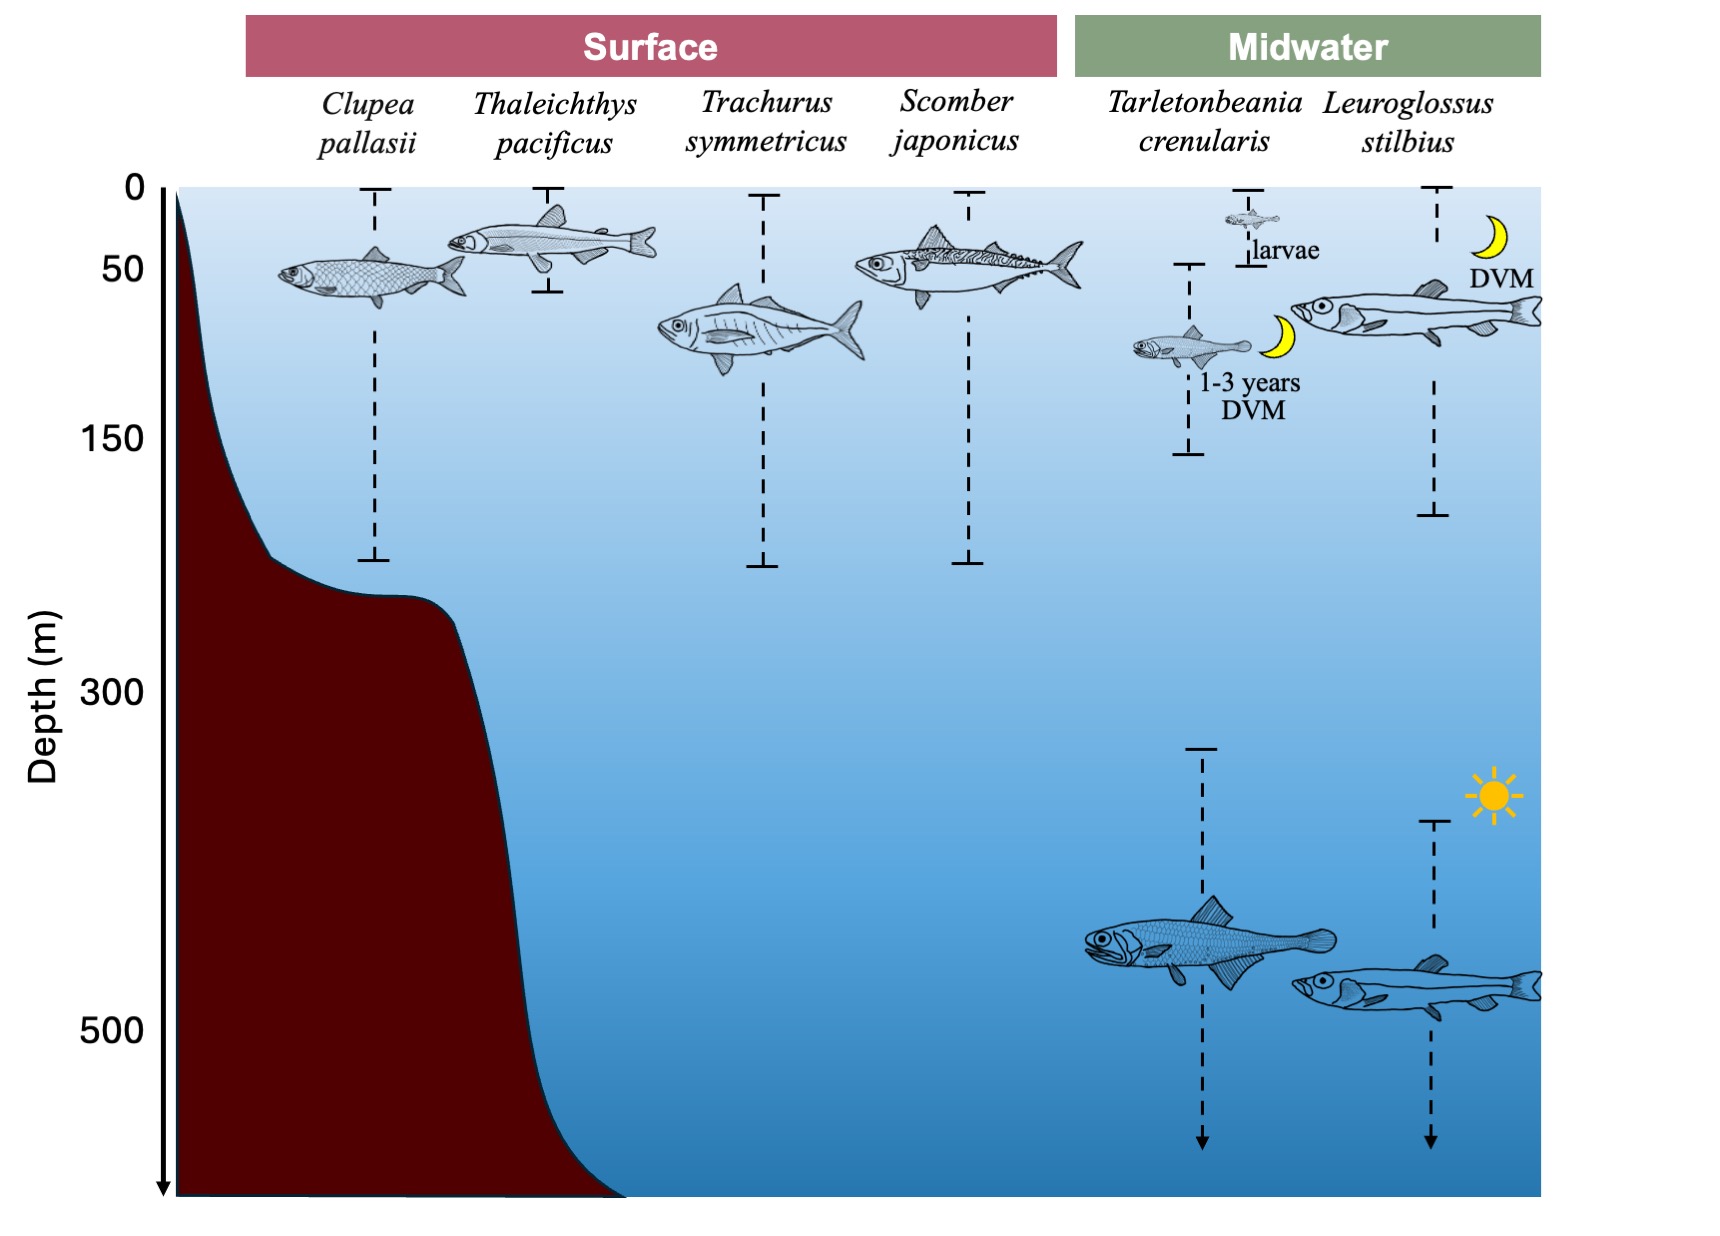 Surface
Midwater
Clupea
pallasii
Thaleichthys
pacificus
Trachurus
symmetricus
Scomber
japonicus
Tarletonbeania
crenularis
Leuroglossus
stilbius
0
50
150
300
500
Depth (m)
larvae
DVM
1-3 years
DVM